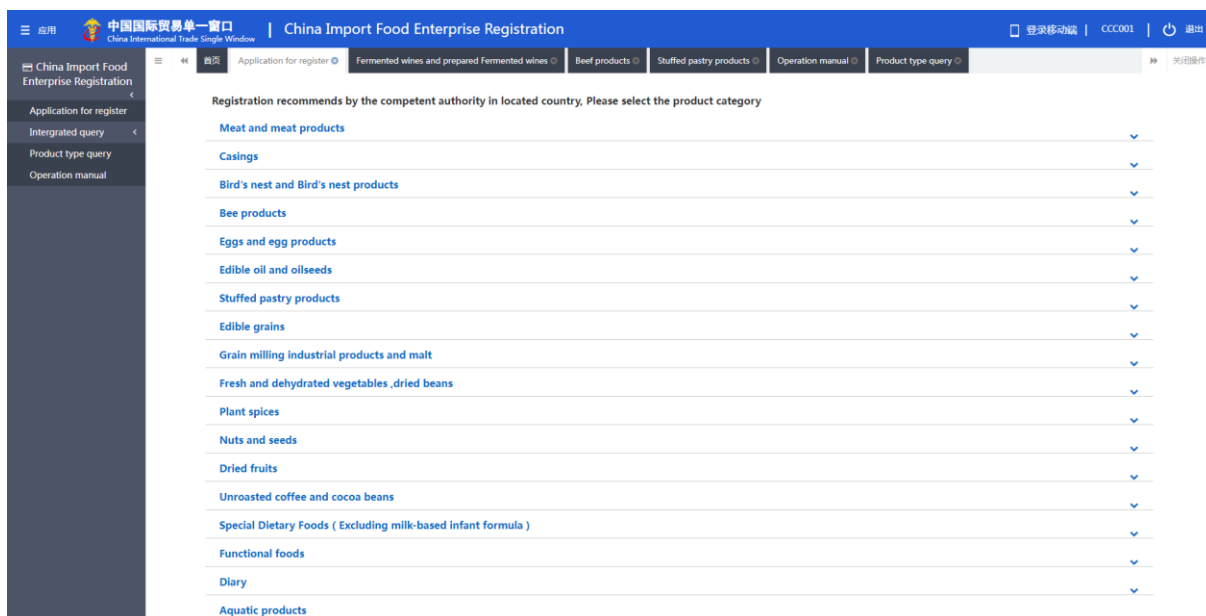 应用
中国国际贸易单一窗口
China International Trade Single Window
China Import Food Enterprise Registration
登录移动端
CCC001
退出
China Import Food
Enterprise Registration
Application for register
Intergrated query
Product type query
Operation manual
首页
Application for register
Fermented wines and prepared Fermented wines
Beef products
Stuffed pastry products
Operation manual
Product type query
关闭操作
Registration recommends by the competent authority in located country, Please select the product category
Meat and meat products
Casings
Bird's nest and Bird's nest products
Bee products
Eggs and egg products
Edible oil and oilseeds
Stuffed pastry products
Edible grains
Grain milling industrial products and malt
Fresh and dehydrated vegetables ,dried beans
Plant spices
Nuts and seeds
Dried fruits
Unroasted coffee and cocoa beans
Special Dietary Foods ( Excluding milk-based infant formula )
Functional foods
Diary
Aquatic products